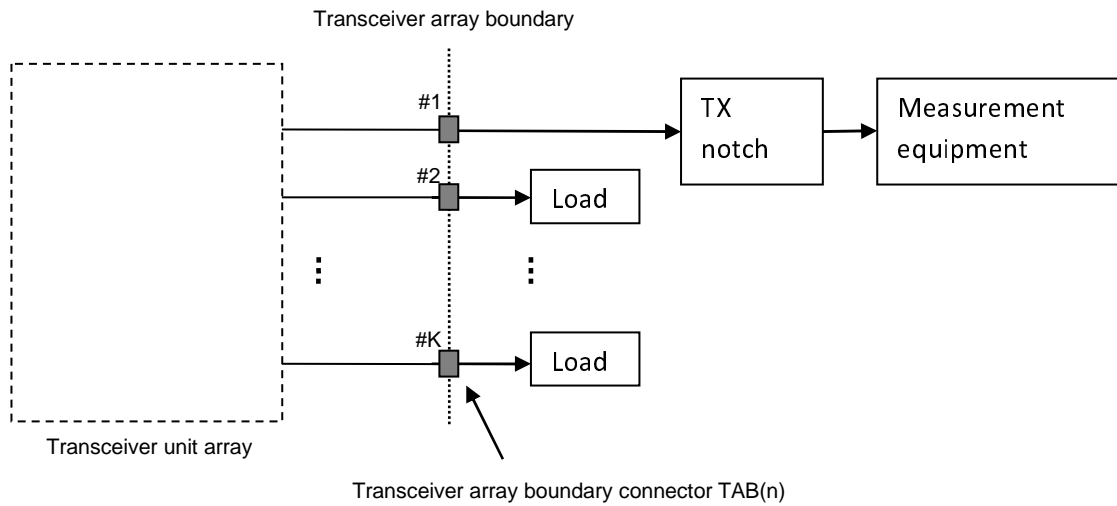 Transceiver array boundary
#1
TX
notch
Measurement
equipment
#2
Load
#K
Load
Transceiver unit array
Transceiver array boundary connector TAB(n)